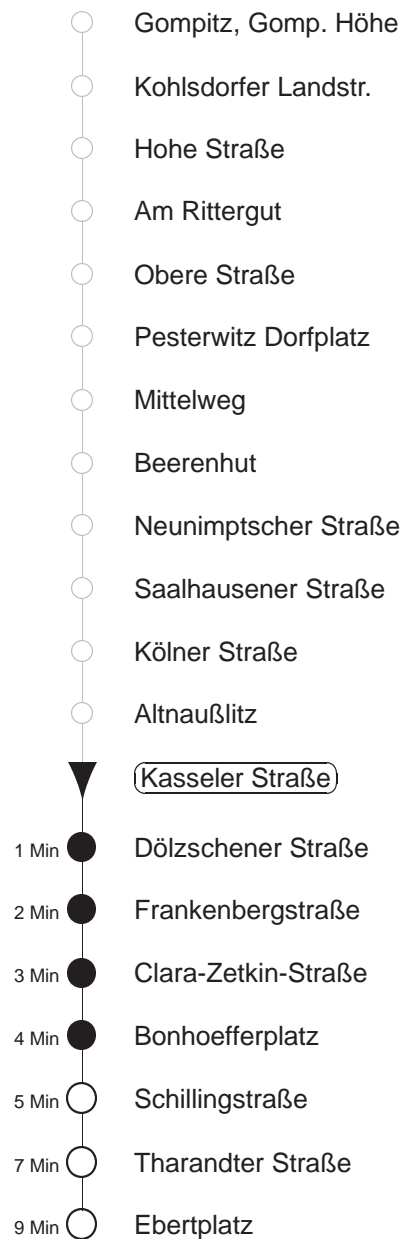 Gompitz, Gomp. Höhe
Kohlsdorfer Landstr.
Hohe Straße
Am Rittergut
Obere Straße
Pesterwitz Dorfplatz
Mittelweg
Beerenhut
Neunimptscher Straße
Saalhausener Straße
Kölner Straße
Altnaußlitz
Kasseler Straße
1 Min Dölzschener Straße
2 Min Frankenbergstraße
3 Min Clara-Zetkin-Straße
4 Min Bonhoefferplatz
5 Min Schillingstraße
7 Min Tharandter Straße
9 Min Ebertplatz